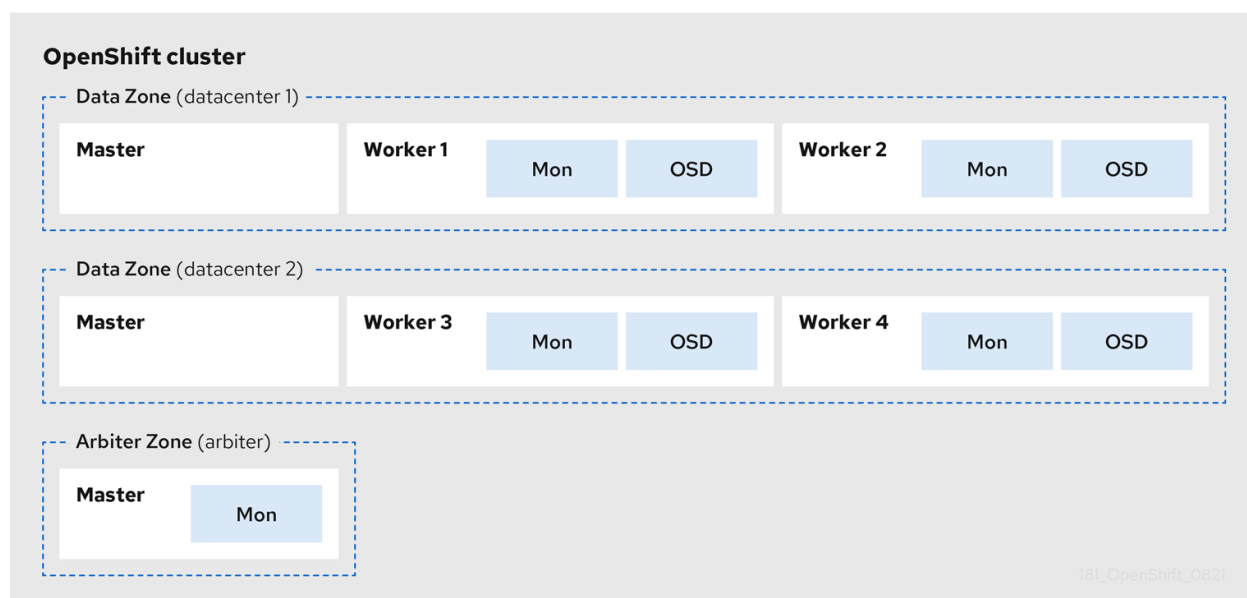 OpenShift cluster
Data Zone (datacenter 1)
Master
Worker 1
Mon
OSD
Worker 2
Mon
OSD
Data Zone (datacenter 2)
Master
Worker 3
Mon
OSD
Worker 4
Mon
OSD
Arbiter Zone (arbiter)
Master
Mon
181_OpenShift_0821